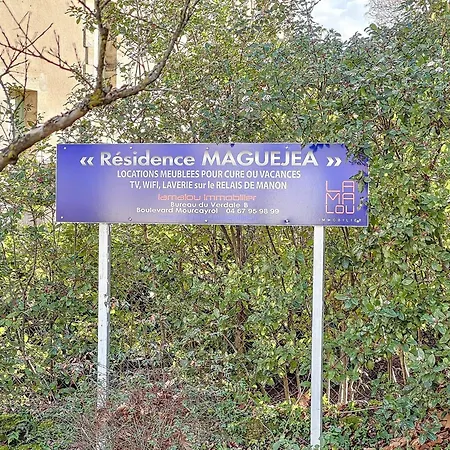 « Résidence MAGUEJEA »
LOCATIONS MEUBLEES POUR CURE OU VACANCES
TV, WIFI, LAVERIE sur le RELAIS DE MANON
lamalou immobilier
Bureau du Verdale B
Boulevard Mourcayrol 04 67 95 98 99
LA
MA
LOU
IMMOBILIER